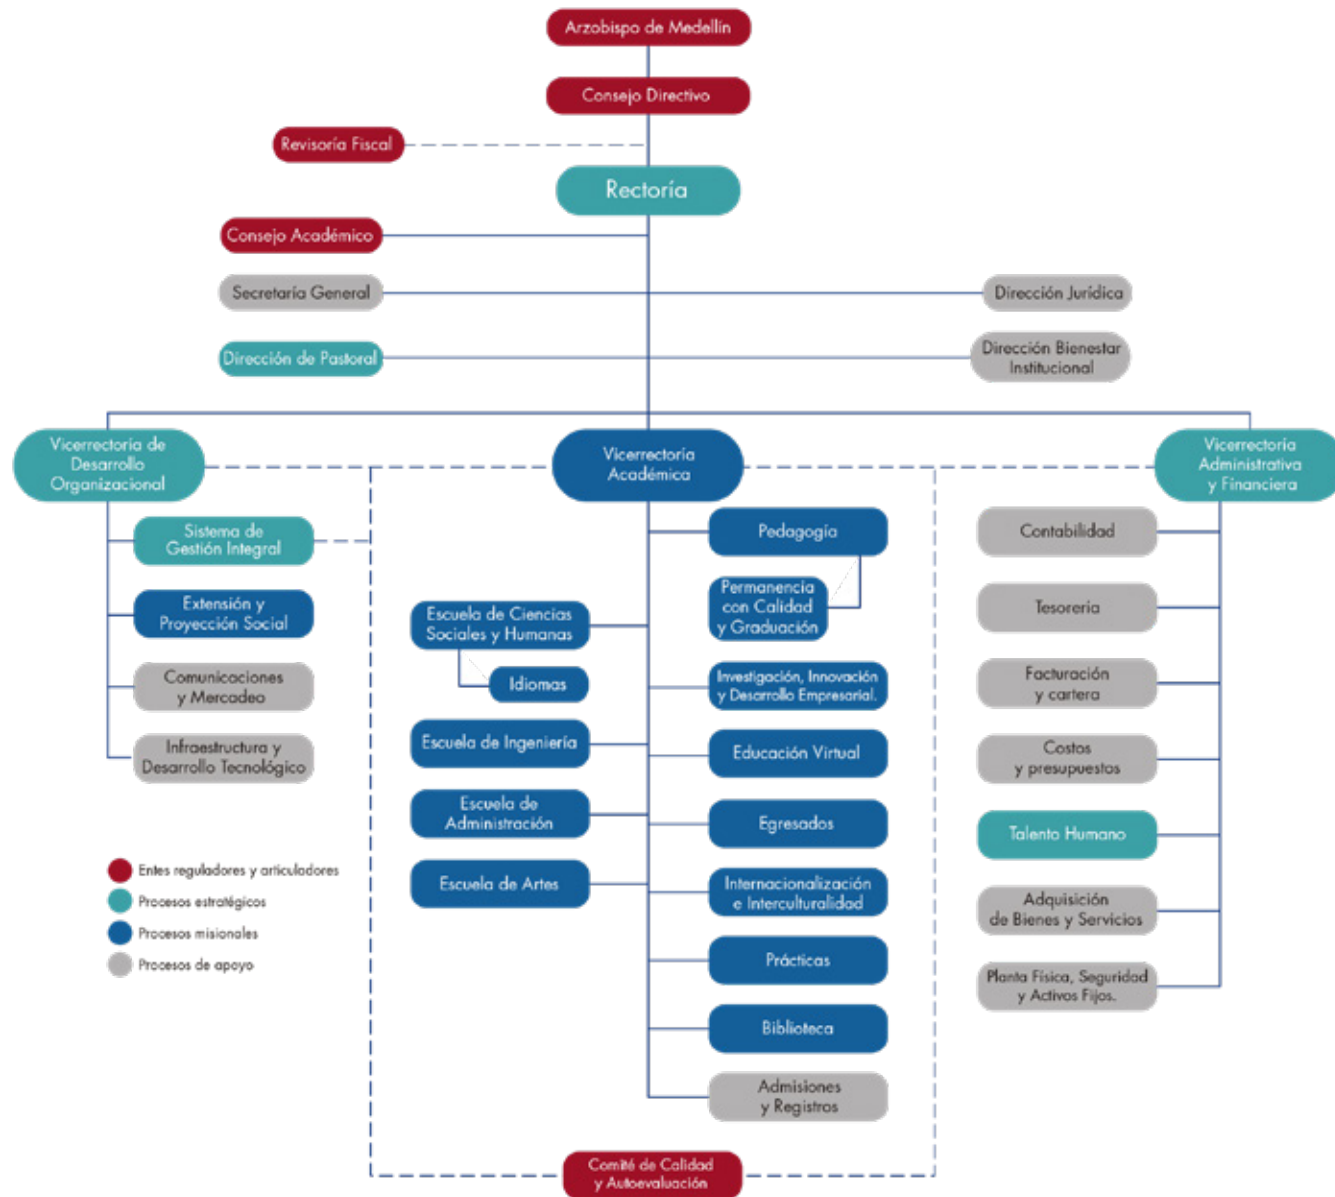 Arzobispo de Medellín
Consejo Directivo
Revisoría Fiscal
Rectoría
Consejo Académico
Secretaría General
Dirección Jurídica
Dirección de Pastoral
Dirección Bienestar
Institucional
Vicerrectoría de
Desarrollo
Organizacional
Vicerrectoría
Académica
Vicerrectoría
Administrativa
y Financiera
Sistema de
Gestión Integral
Extensión y
Proyección Social
Comunicaciones
y Mercadeo
Infraestructura y
Desarrollo Tecnológico
Escuela de Ciencias
Sociales y Humanas
Idiomas
Escuela de Ingeniería
Escuela de
Administración
Escuela de Artes
Pedagogía
Permanencia
con Calidad
y Graduación
Investigación, Innovación
y Desarrollo Empresarial.
Educación Virtual
Egresados
Internacionalización
e Interculturalidad
Prácticas
Biblioteca
Admisiones
y Registros
Contabilidad
Tesorería
Facturación
y cartera
Costos
y presupuestos
Talento Humano
Adquisición
de Bienes y Servicios
Planta Física, Seguridad
y Activos Fijos.
Entes reguladores y articuladores
Procesos estratégicos
Procesos misionales
Procesos de apoyo
Comité de Calidad
y Autoevaluación